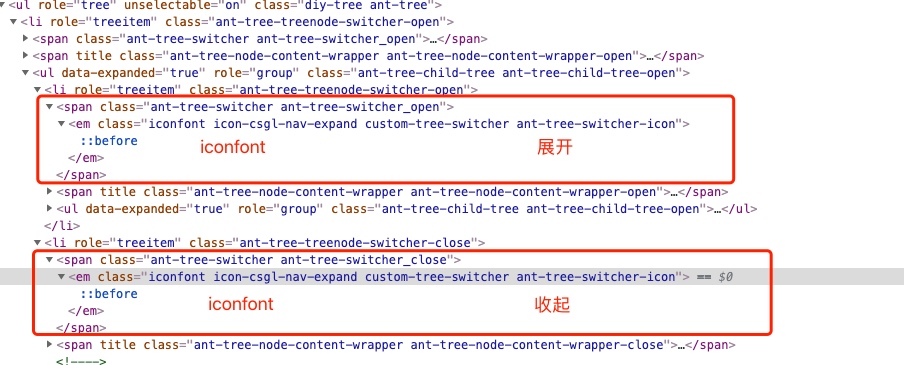 ▼<ul role="tree" unselectable="on" class="diy-tree ant-tree">
▼<li role="treeitem" class="ant-tree-treenode-switcher-open">
▶<span class="ant-tree-switcher ant-tree-switcher_open">…</span>
▶<span title class="ant-tree-node-content-wrapper ant-tree-node-content-wrapper-open">…</span>
▼<ul data-expanded="true" role="group" class="ant-tree-child-tree ant-tree-child-tree-open">
▼<li role="treeitem" class="ant-tree-treenode-switcher-open">
▼<span class="ant-tree-switcher ant-tree-switcher_open">
▼<em class="iconfont icon-csgl-nav-expand custom-tree-switcher ant-tree-switcher-icon">
::before iconfont 展开
</em>
</span>
▶<span title class="ant-tree-node-content-wrapper ant-tree-node-content-wrapper-open">…</span>
▶<ul data-expanded="true" role="group" class="ant-tree-child-tree ant-tree-child-tree-open">…</ul>
</li>
▼<li role="treeitem" class="ant-tree-treenode-switcher-close">
▼<span class="ant-tree-switcher ant-tree-switcher_close">
▼<em class="iconfont icon-csgl-nav-expand custom-tree-switcher ant-tree-switcher-icon"> == $0
::before iconfont 收起
</em>
</span>
▶<span title class="ant-tree-node-content-wrapper ant-tree-node-content-wrapper-close">…</span>
<!---->